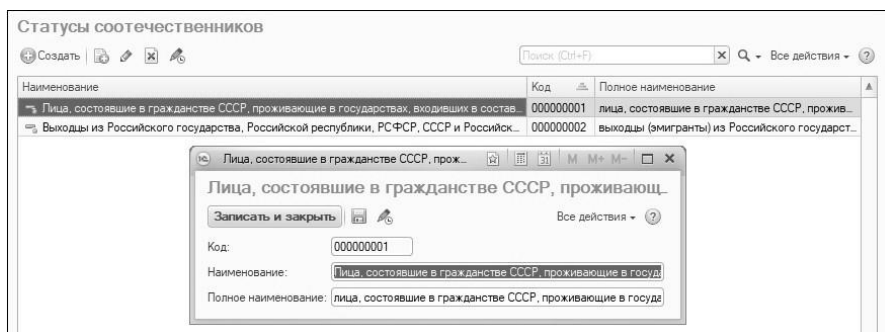 Статусы соотечественников
Создать Поиск (Ctrl+F) Все действия
Наименование Код Полное наименование
Лица, состоявшие в гражданстве СССР, проживающие в государствах, входивших в состав... 000000001 лица, состоявшие в гражданстве СССР, прожив...
Выходцы из Российского государства, Российской республики, РСФСР, СССР и Российск... 000000002 выходцы (эмигранты) из Российского государст...
Лица, состоявшие в гражданстве СССР, прож... 31 M M+ M-
Лица, состоявшие в гражданстве СССР, проживающ...
Записать и закрыть Все действия
Код: 000000001
Наименование: Лица, состоявшие в гражданстве СССР, проживающие в госуда
Полное наименование: лица, состоявшие в гражданстве СССР, проживающие в госуда